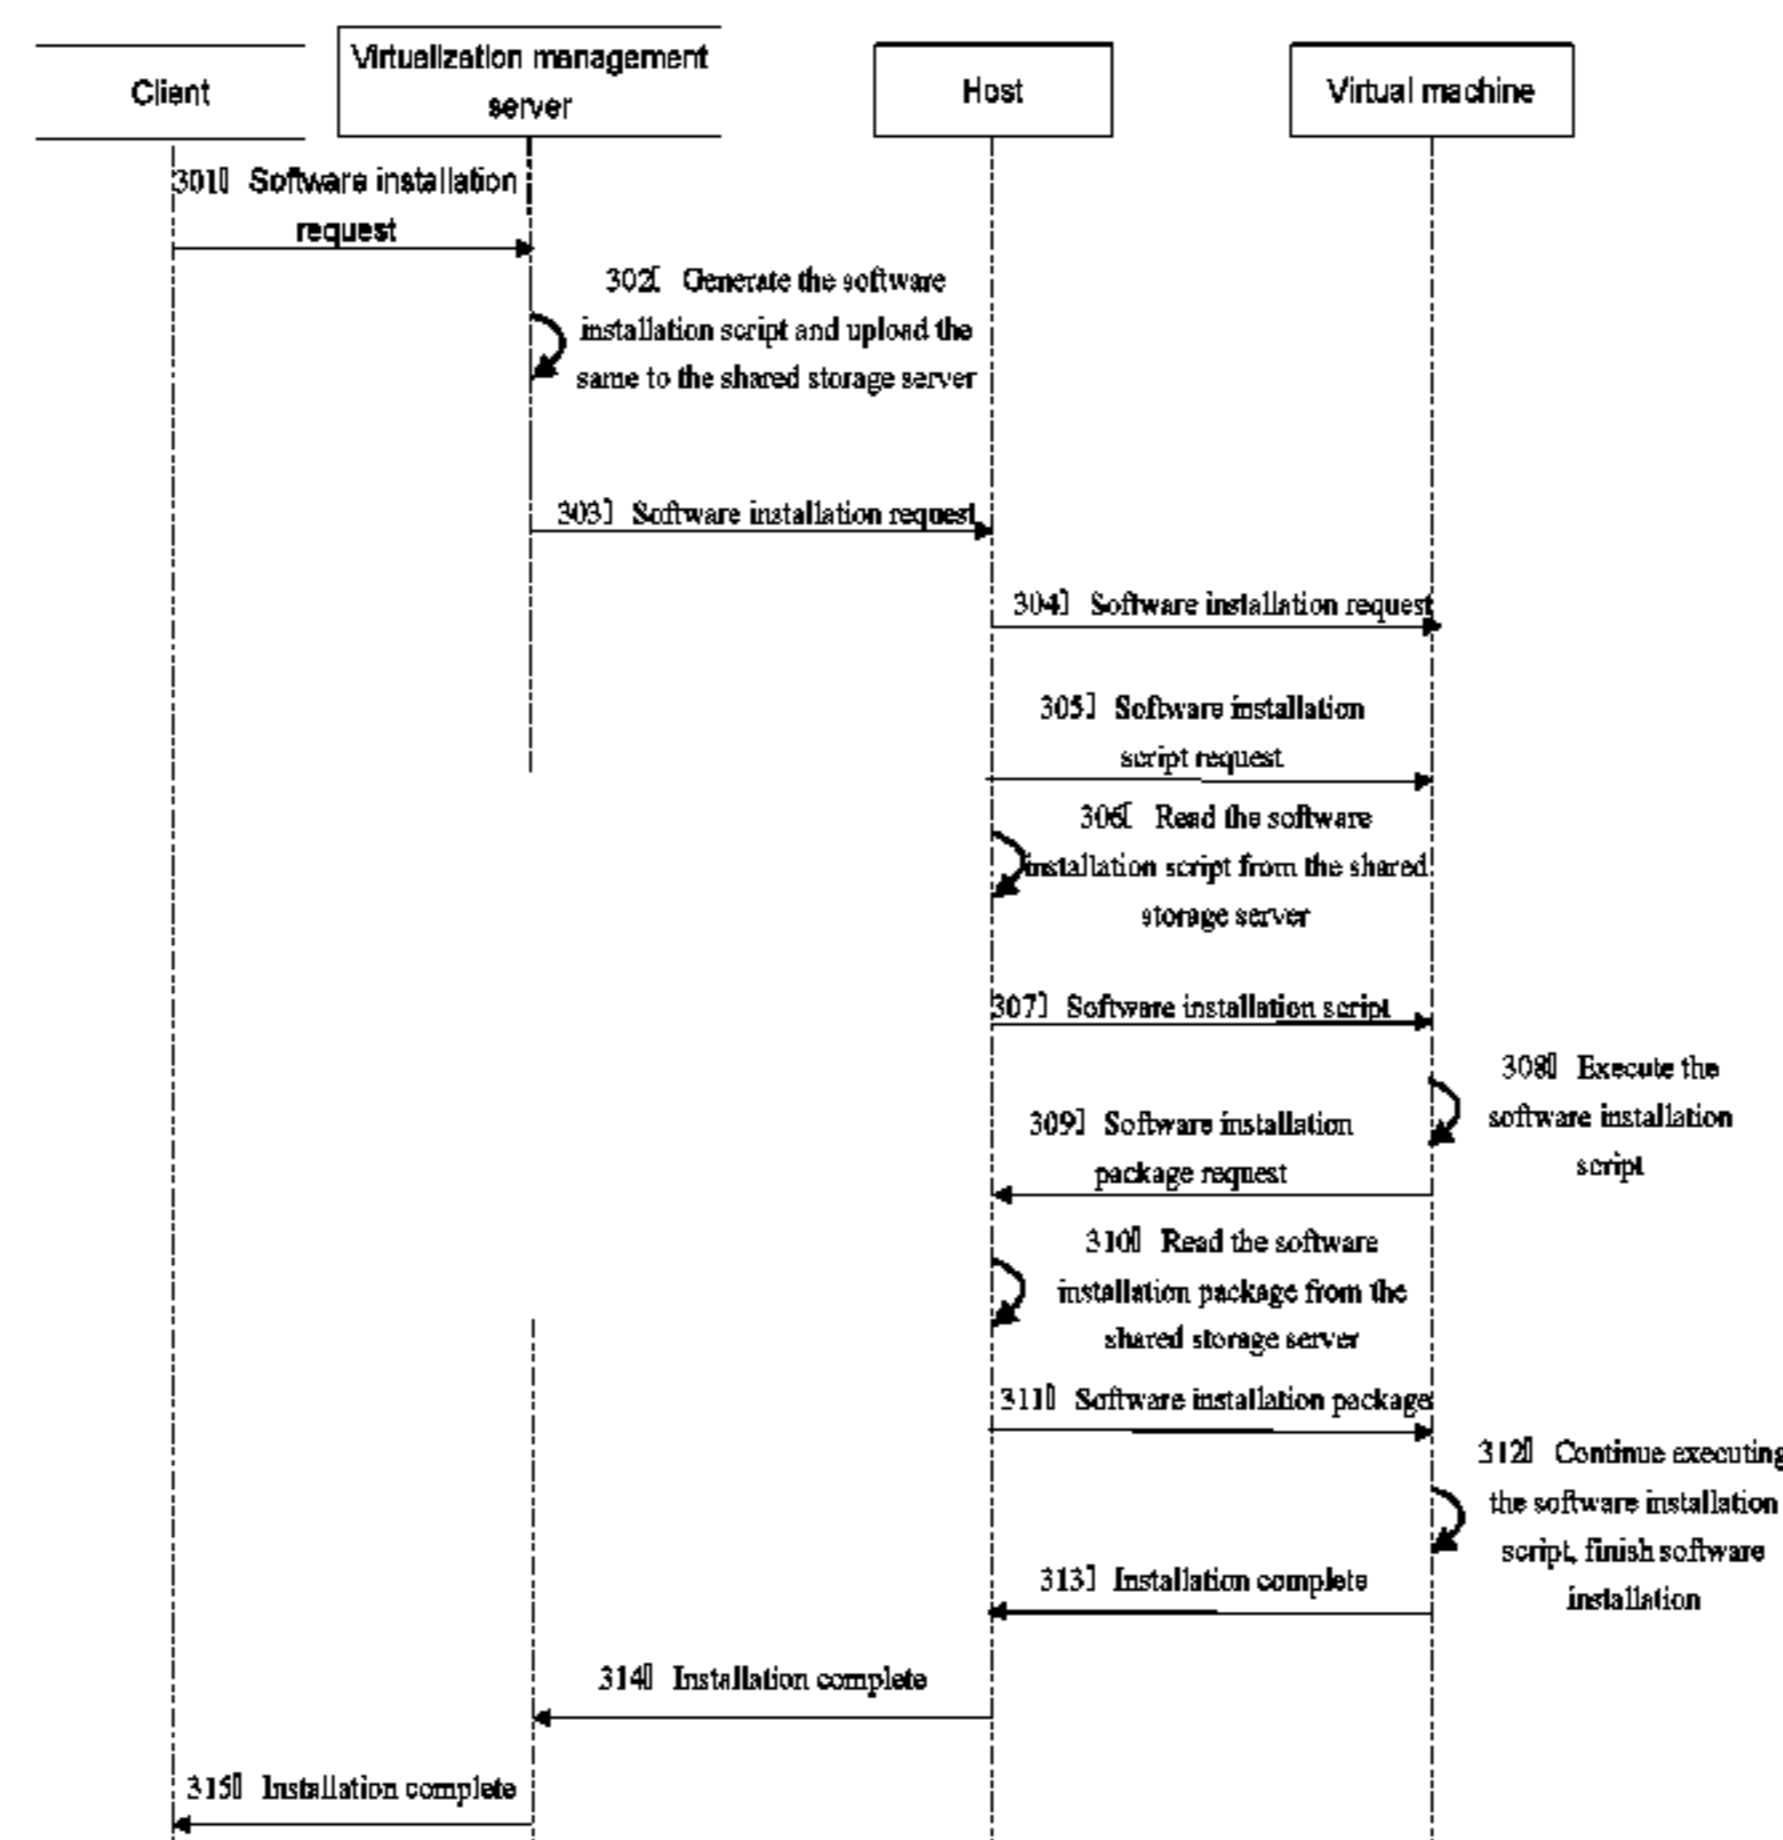 Client
Virtualization management
server
Host
Virtual machine
301 Software installation
request
302 Generate the software
installation script and upload the
same to the shared storage server
303 Software installation request
304 Software installation request
305 Software installation
script request
306 Read the software
installation script from the shared
storage server
307 Software installation script
308 Execute the
software installation
script
309 Software installation
package request
310 Read the software
installation package from the
shared storage server
311 Software installation package
312 Continue executing
the software installation
script, finish software
installation
313 Installation complete
314 Installation complete
315 Installation complete